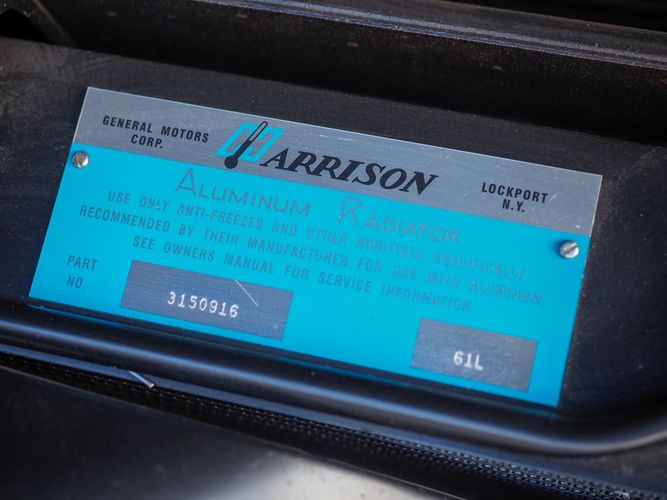 GENERAL MOTORS CORP.
HARRISON
LOCKPORT N.Y.
ALUMINUM RADIATOR
USE ONLY ANTI-FREEZES AND OTHER ADDITIVES SPECIFICALLY
RECOMMENDED BY THEIR MANUFACTURER FOR USE WITH ALUMINUM.
SEE OWNERS MANUAL FOR SERVICE INFORMATION.
PART NO.
3150916
61L